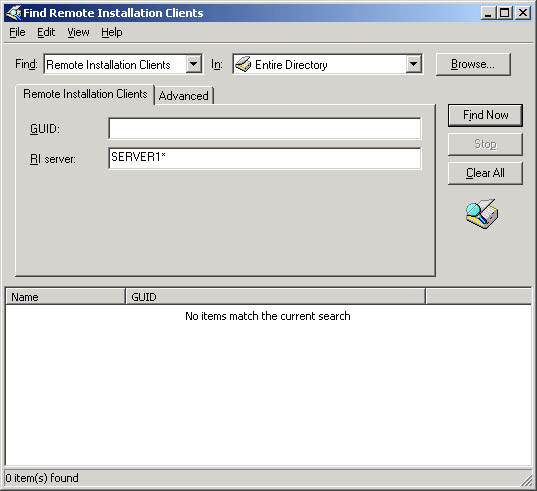 Find Remote Installation Clients
File Edit View Help
Find: Remote Installation Clients In: Entire Directory Browse...
Remote Installation Clients Advanced
Find Now
GUID:
Stop
RI server: SERVER1*
Clear All
Name GUID
No items match the current search
0 item(s) found